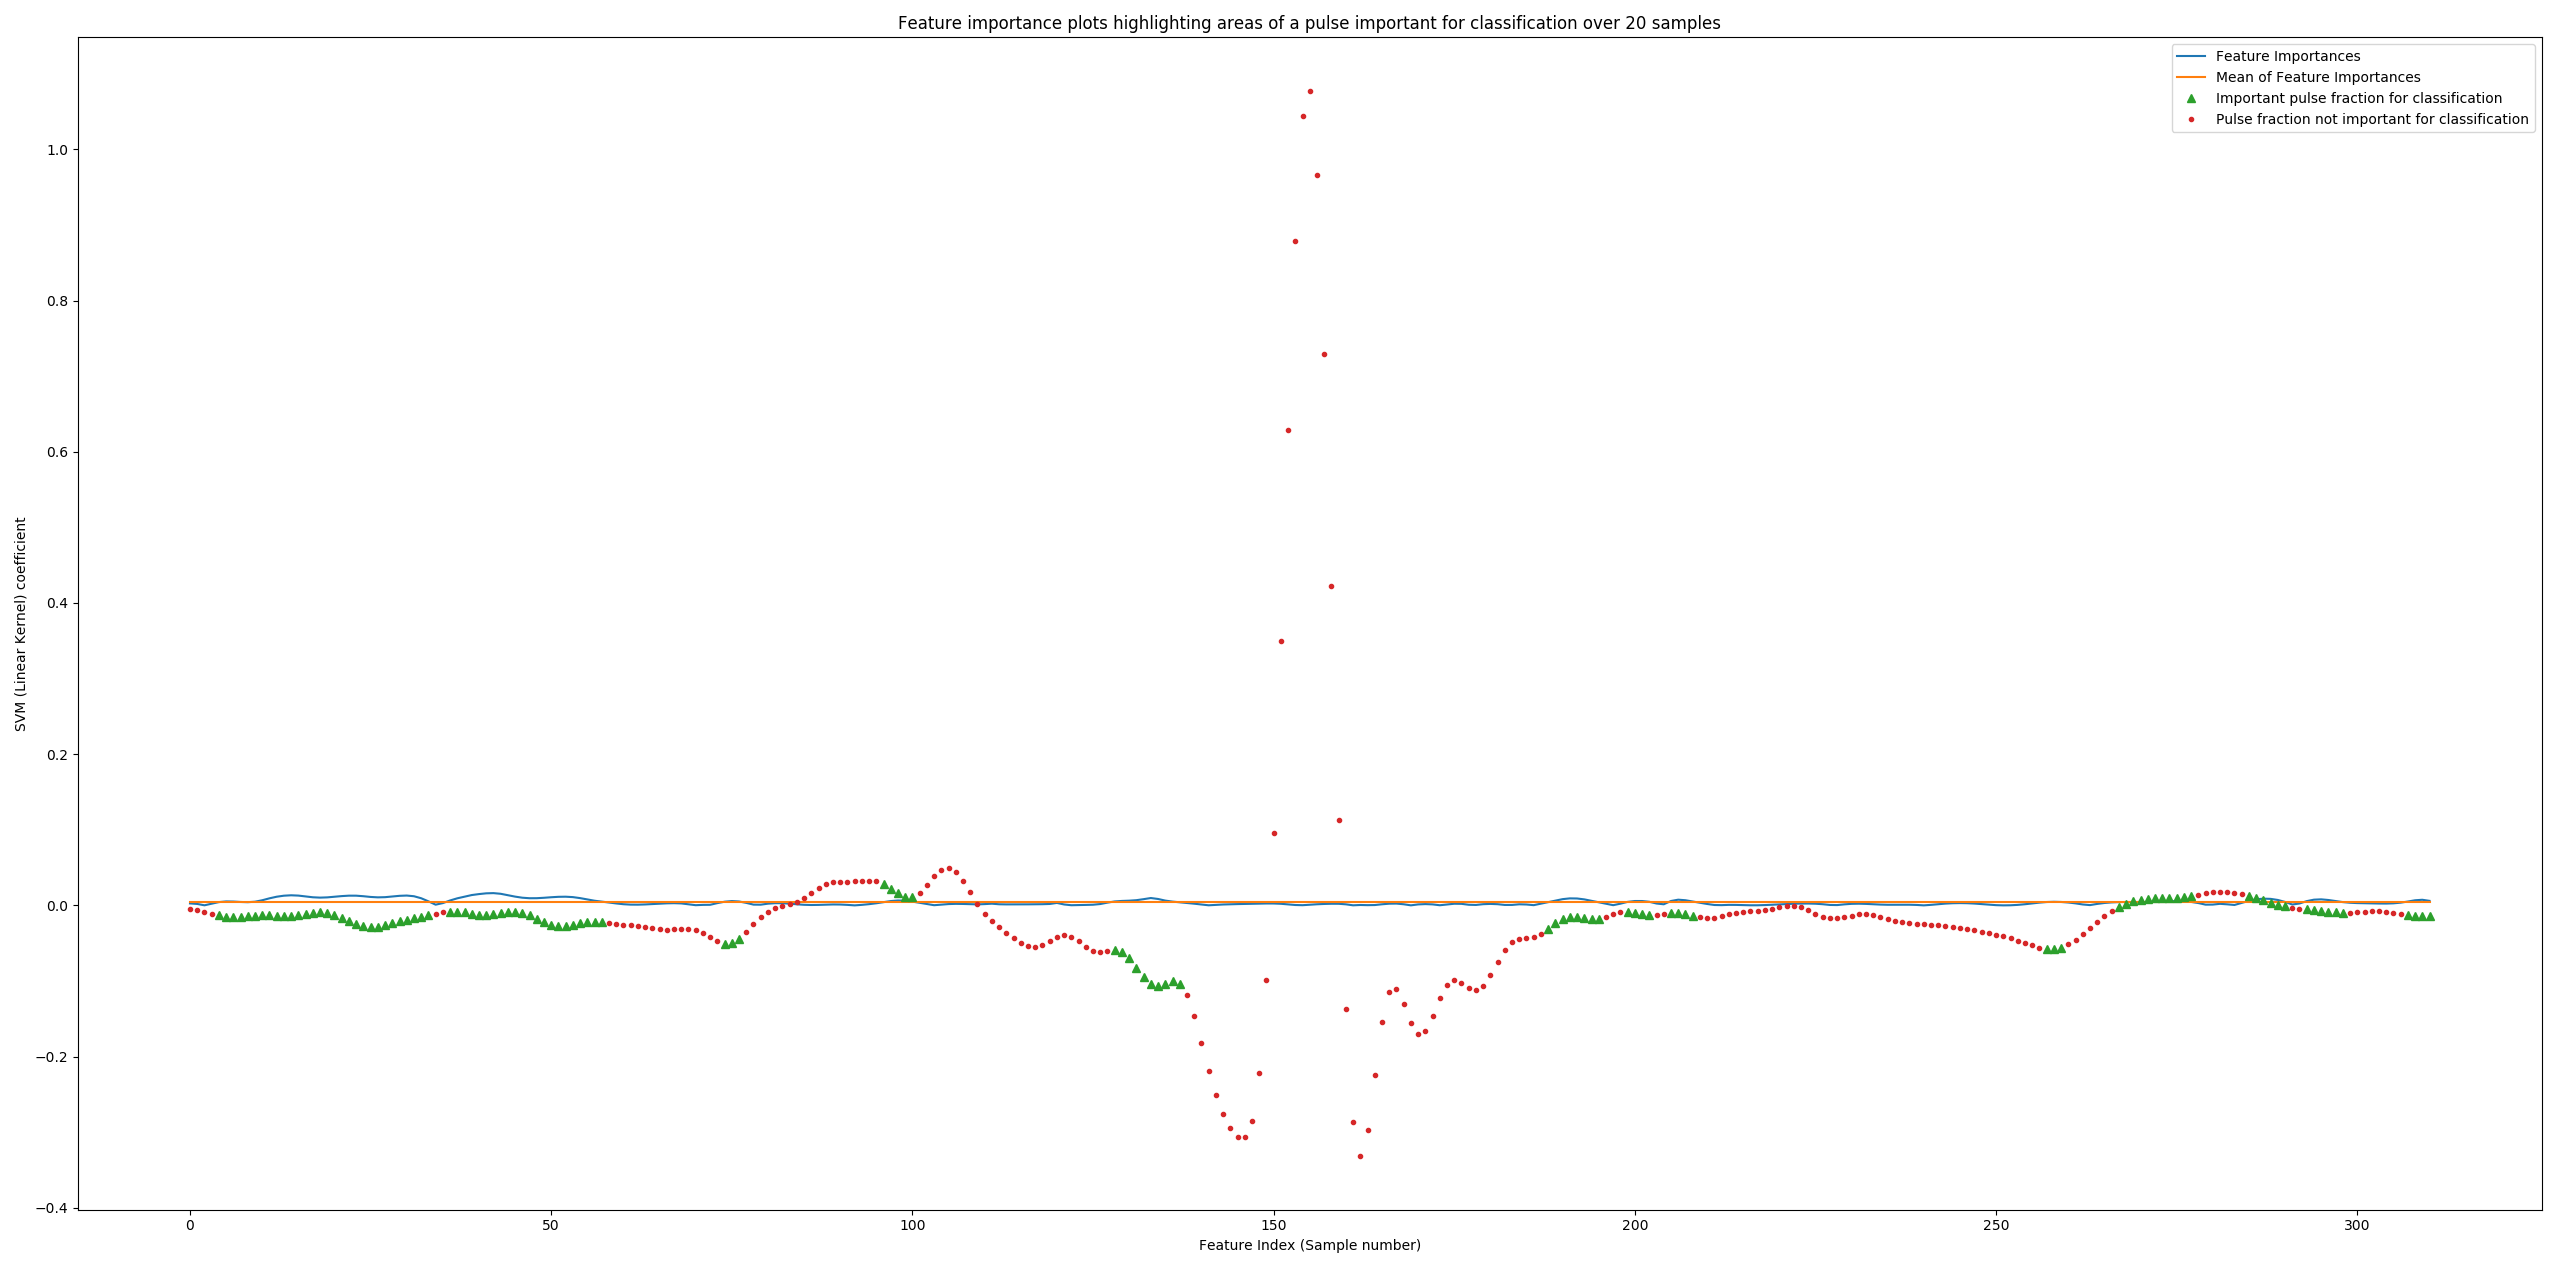 Feature importance plots highlighting areas of a pulse important for classification over 20 samples
Feature Importances
Mean of Feature Importances
Important pulse fraction for classification
Pulse fraction not important for classification
SVM (Linear Kernel) coefficient
1.0
0.8
0.6
0.4
0.2
0.0
−0.2
−0.4
0 50 100 150 200 250 300
Feature Index (Sample number)